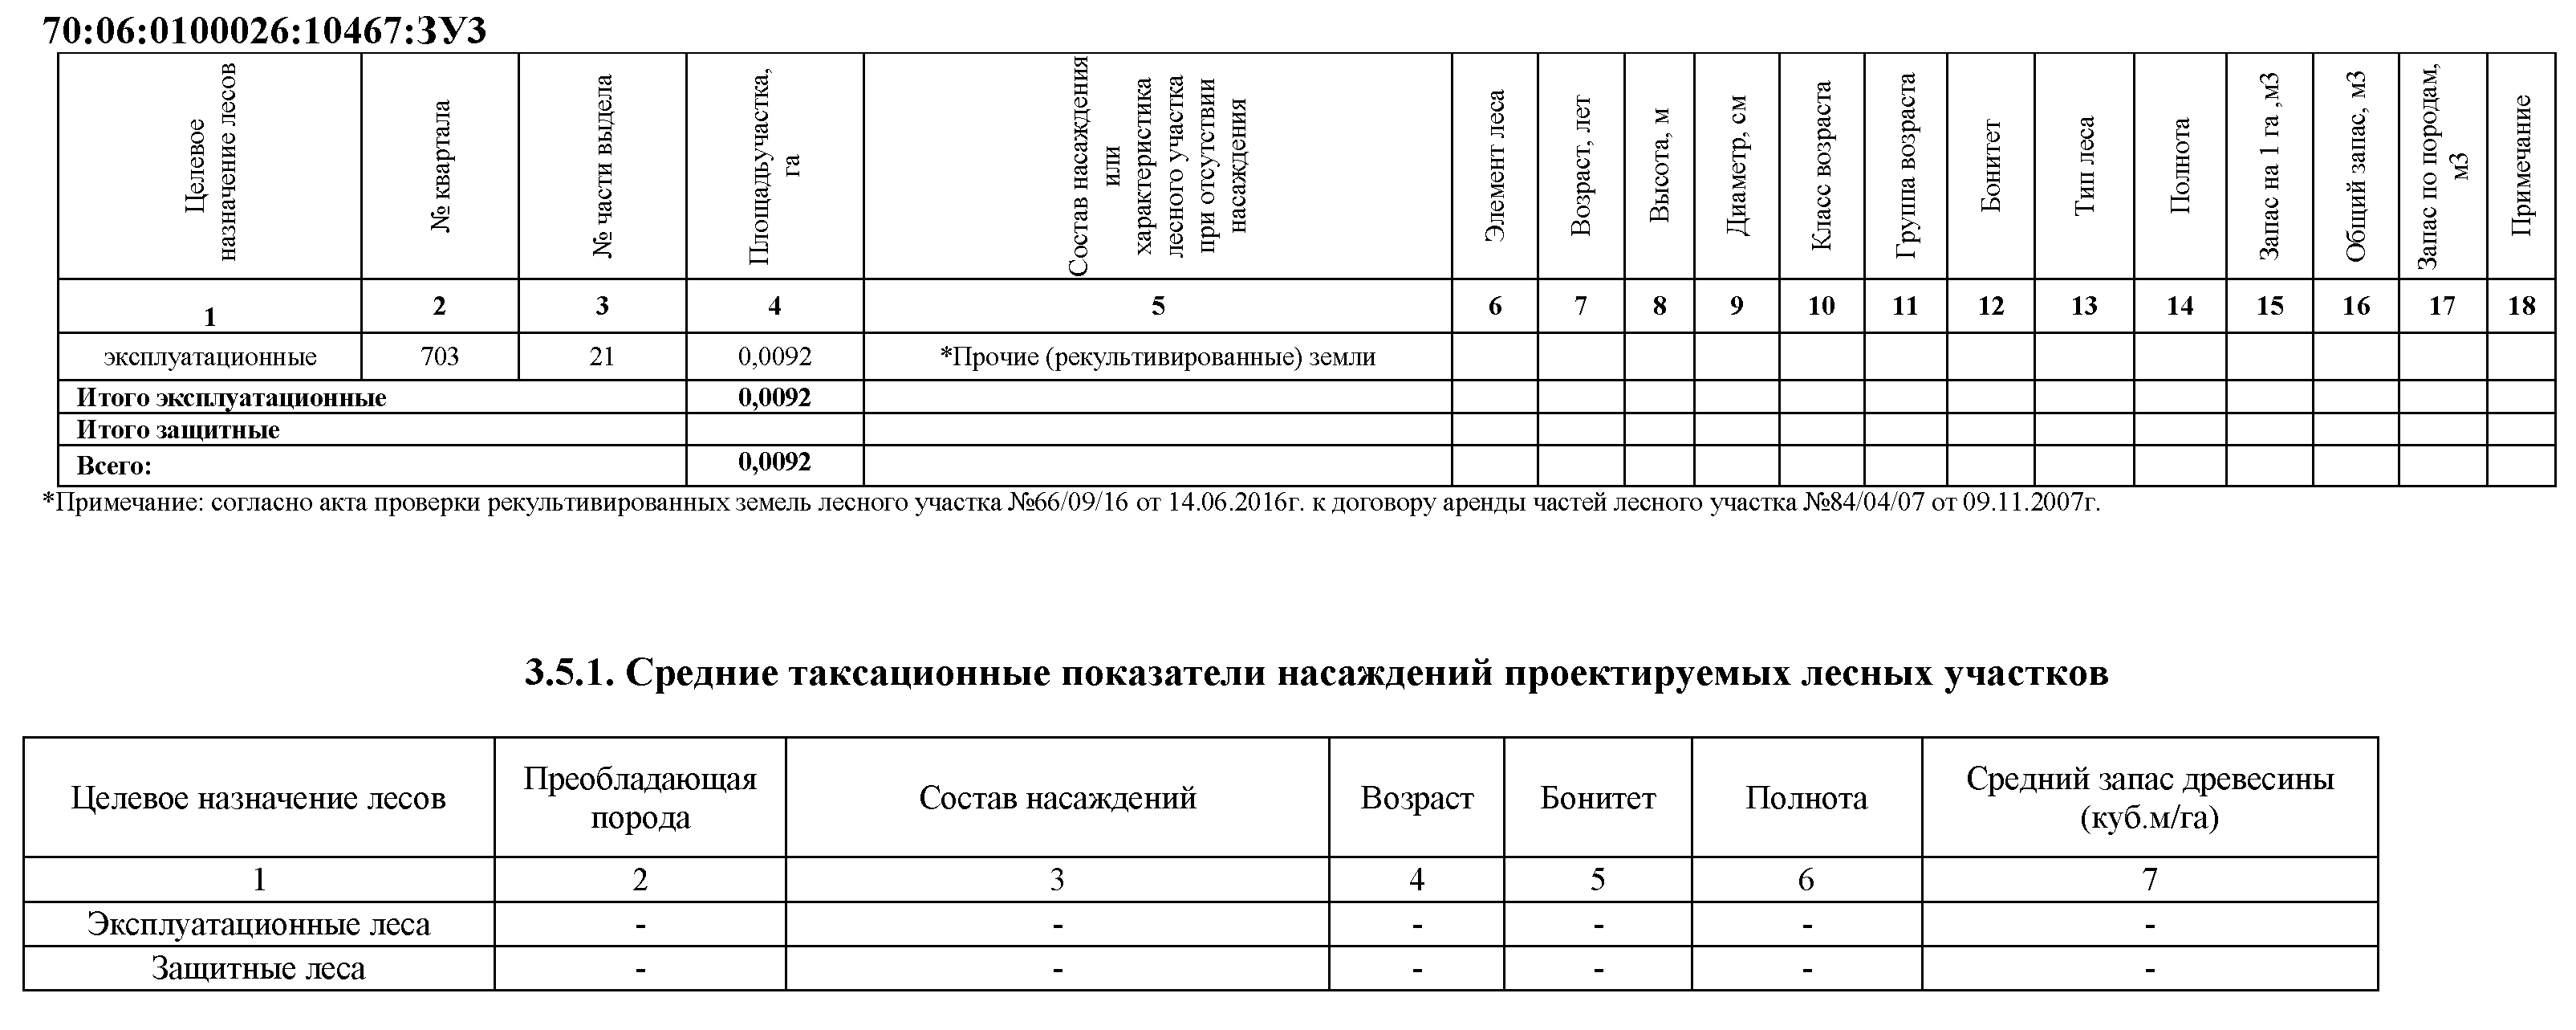 70:06:0100026:10467:ЗУ3
Целевое
назначение лесов
№ квартала
№ части выдела
Площадьучастка,
га
Состав насаждения
или
характеристика
лесного участка
при отсутствии
насаждения
Элемент леса
Возраст, лет
Высота, м
Диаметр, см
Класс возраста
Группа возраста
Бонитет
Тип леса
Полнота
Запас на 1 га ,м3
Общий запас, м3
Запас по породам,
м3
Примечание
1 2 3 4 5 6 7 8 9 10 11 12 13 14 15 16 17 18
эксплуатационные 703 21 0,0092 *Прочие (рекультивированные) земли
Итого эксплуатационные 0,0092
Итого защитные
Всего: 0,0092
*Примечание: согласно акта проверки рекультивированных земель лесного участка №66/09/16 от 14.06.2016г. к договору аренды частей лесного участка №84/04/07 от 09.11.2007г.
3.5.1. Средние таксационные показатели насаждений проектируемых лесных участков
Целевое назначение лесов
Преобладающая
порода
Состав насаждений
Возраст
Бонитет
Полнота
Средний запас древесины
(куб.м/га)
1 2 3 4 5 6 7
Эксплуатационные леса - - - - - -
Защитные леса - - - - - -